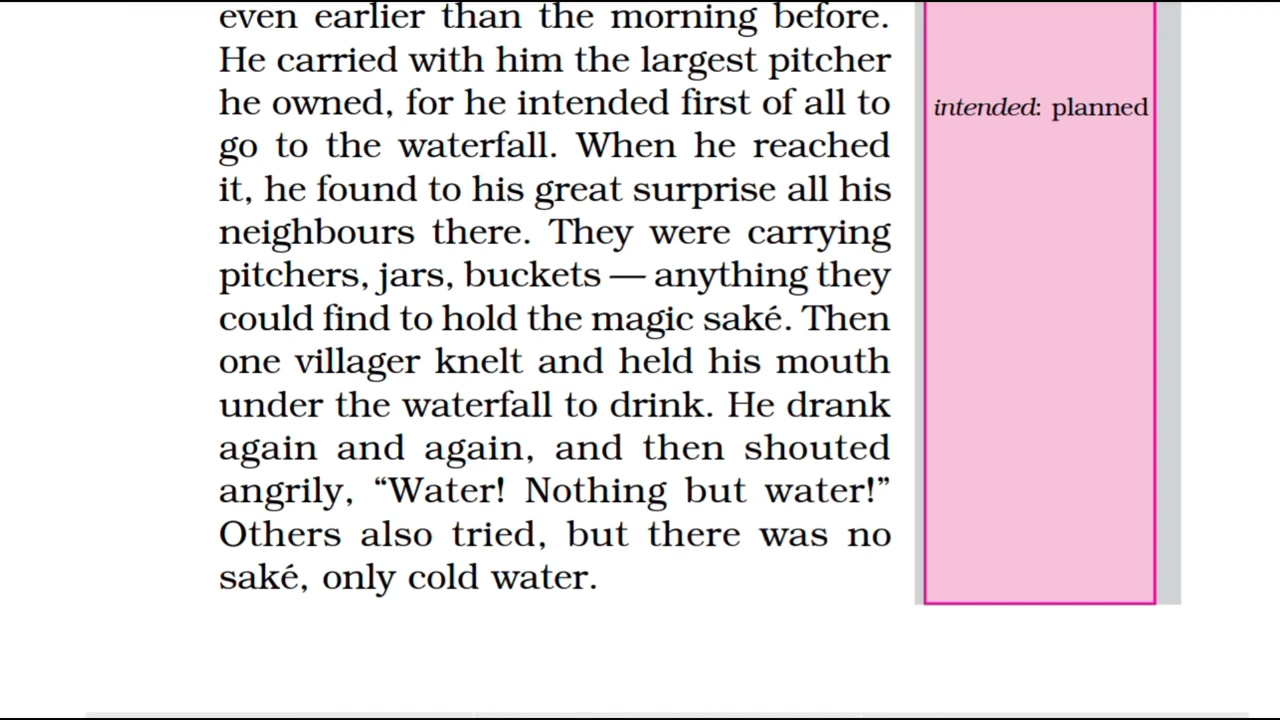 even earlier than the morning before.
He carried with him the largest pitcher
he owned, for he intended first of all to
go to the waterfall. When he reached
it, he found to his great surprise all his
neighbours there. They were carrying
pitchers, jars, buckets — anything they
could find to hold the magic saké. Then
one villager knelt and held his mouth
under the waterfall to drink. He drank
again and again, and then shouted
angrily, “Water! Nothing but water!”
Others also tried, but there was no
saké, only cold water.
intended: planned